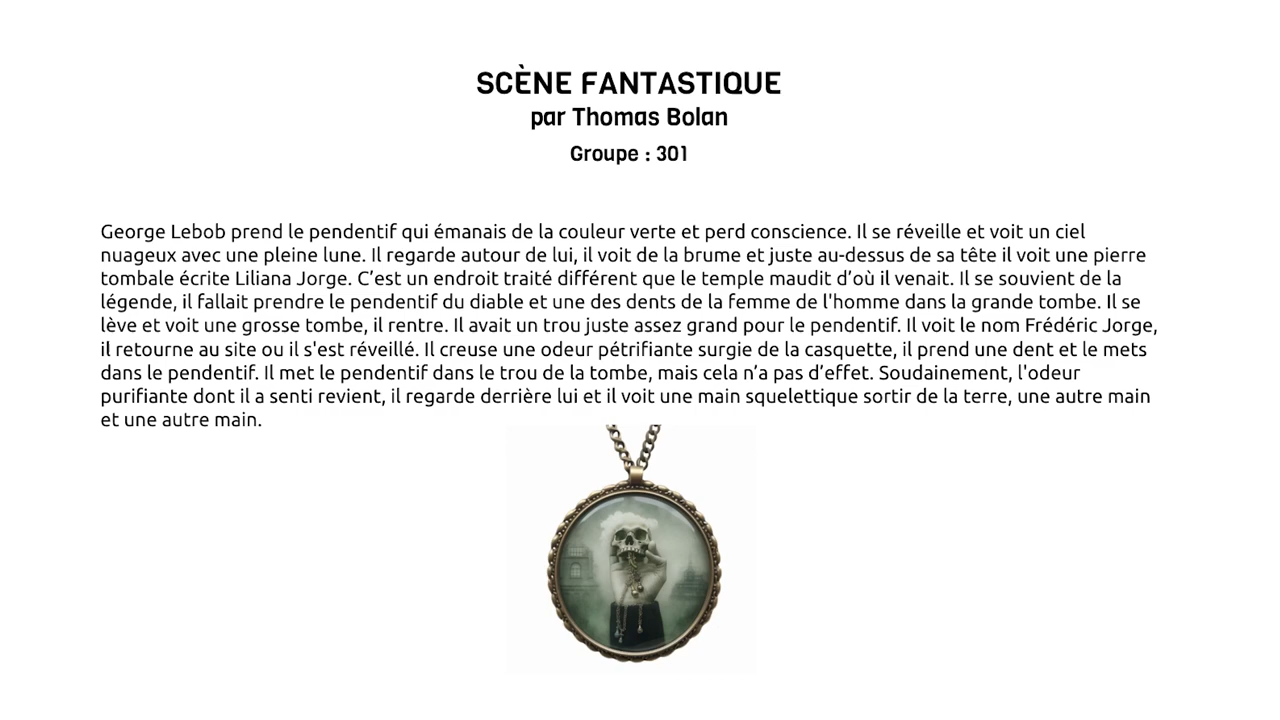 SCÈNE FANTASTIQUE
par Thomas Bolan
Groupe : 301
George Lebob prend le pendentif qui émanais de la couleur verte et perd conscience. Il se réveille et voit un ciel
nuageux avec une pleine lune. Il regarde autour de lui, il voit de la brume et juste au-dessus de sa tête il voit une pierre
tombale écrite Liliana Jorge. C’est un endroit traité différent que le temple maudit d’où il venait. Il se souvient de la
légende, il fallait prendre le pendentif du diable et une des dents de la femme de l'homme dans la grande tombe. Il se
lève et voit une grosse tombe, il rentre. Il avait un trou juste assez grand pour le pendentif. Il voit le nom Frédéric Jorge,
il retourne au site ou il s'est réveillé. Il creuse une odeur pétrifiante surgie de la casquette, il prend une dent et le mets
dans le pendentif. Il met le pendentif dans le trou de la tombe, mais cela n’a pas d’effet. Soudainement, l'odeur
purifiante dont il a senti revient, il regarde derrière lui et il voit une main squelettique sortir de la terre, une autre main
et une autre main.